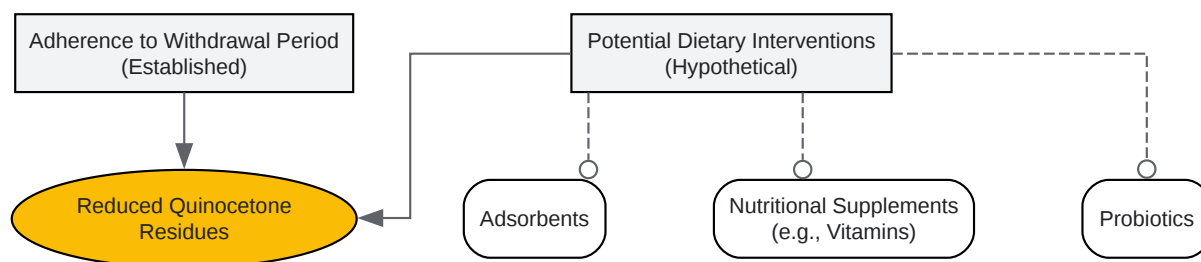 Adherence to Withdrawal Period
(Established)
Potential Dietary Interventions
(Hypothetical)
Reduced Quinocetone
Residues
Adsorbents
Nutritional Supplements
(e.g., Vitamins)
Probiotics